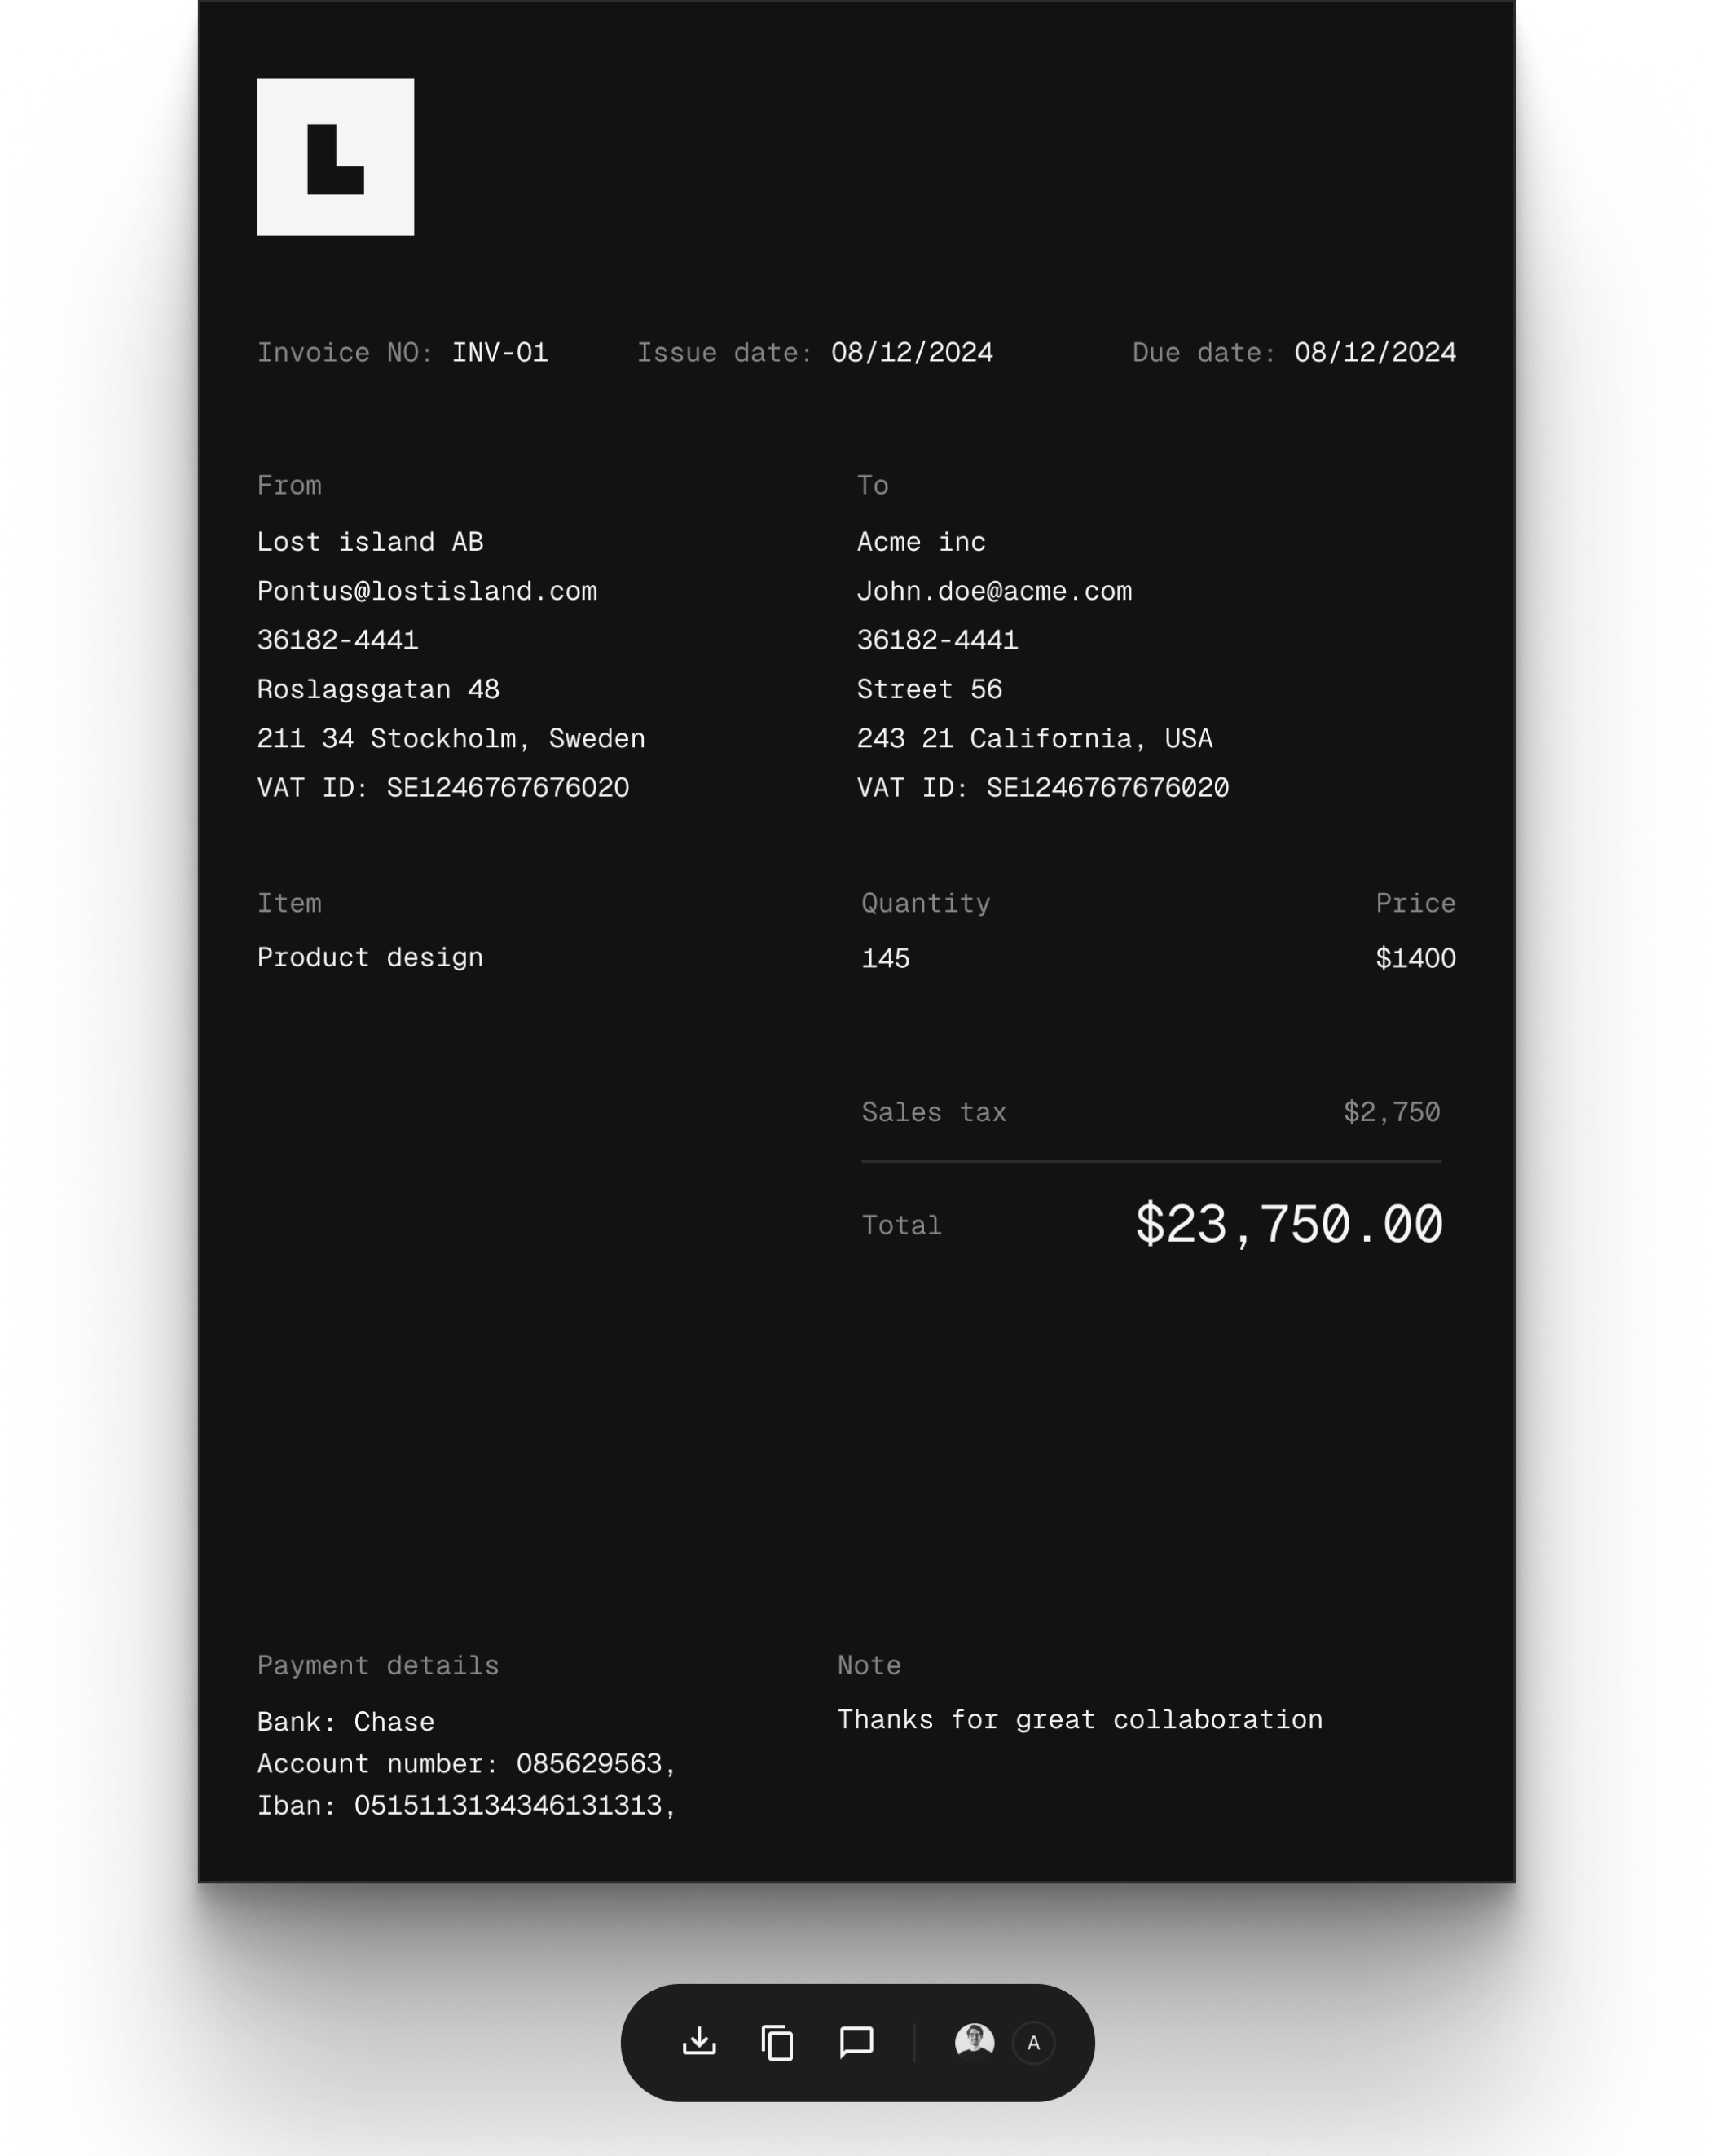 L
Invoice NO: INV-01 Issue date: 08/12/2024 Due date: 08/12/2024
From
Lost island AB
Pontus@lostisland.com
36182-4441
Roslagsgatan 48
211 34 Stockholm, Sweden
VAT ID: SE1246767676020
To
Acme inc
John.doe@acme.com
36182-4441
Street 56
243 21 California, USA
VAT ID: SE1246767676020
Item Quantity Price
Product design 145 $1400
Sales tax $2,750
Total $23,750.00
Payment details
Bank: Chase
Account number: 085629563,
Iban: 0515113134346131313,
Note
Thanks for great collaboration
A